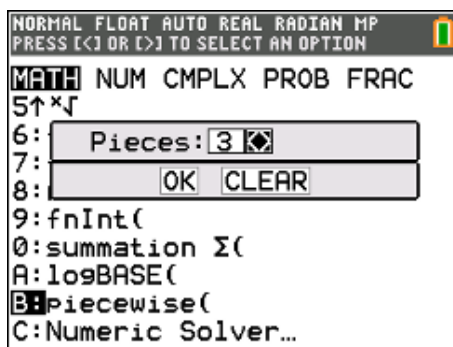 NORMAL FLOAT AUTO REAL RADIAN MP
PRESS [<] OR [>] TO SELECT AN OPTION
MATH NUM CMPLX PROB FRAC
5↑ˣ√
6:
Pieces: 3
7:
8:
OK CLEAR
9:fnInt(
0:summation Σ(
A:logBASE(
B:piecewise(
C:Numeric Solver…